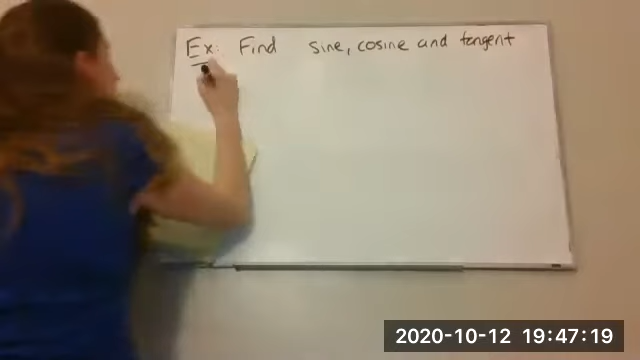 Ex: Find sine, cosine and tangent
2020-10-12 19:47:19